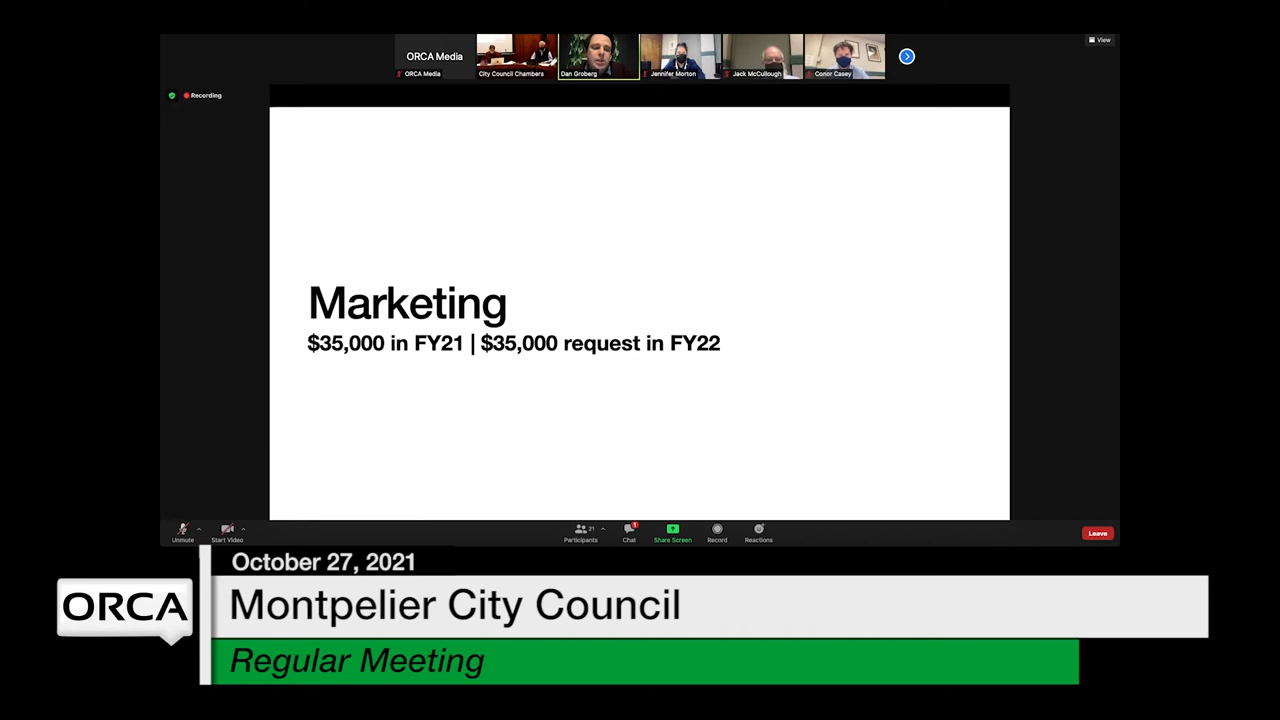 View
ORCA Media
ORCA Media
City Council Chambers
Dan Groberg
Jennifer Morton
Jack McCullough
Conor Casey
Recording
Marketing
$35,000 in FY21 | $35,000 request in FY22
Unmute
Start Video
21
Participants
1
Chat
Share Screen
Record
Reactions
Leave
October 27, 2021
ORCA
Montpelier City Council
Regular Meeting